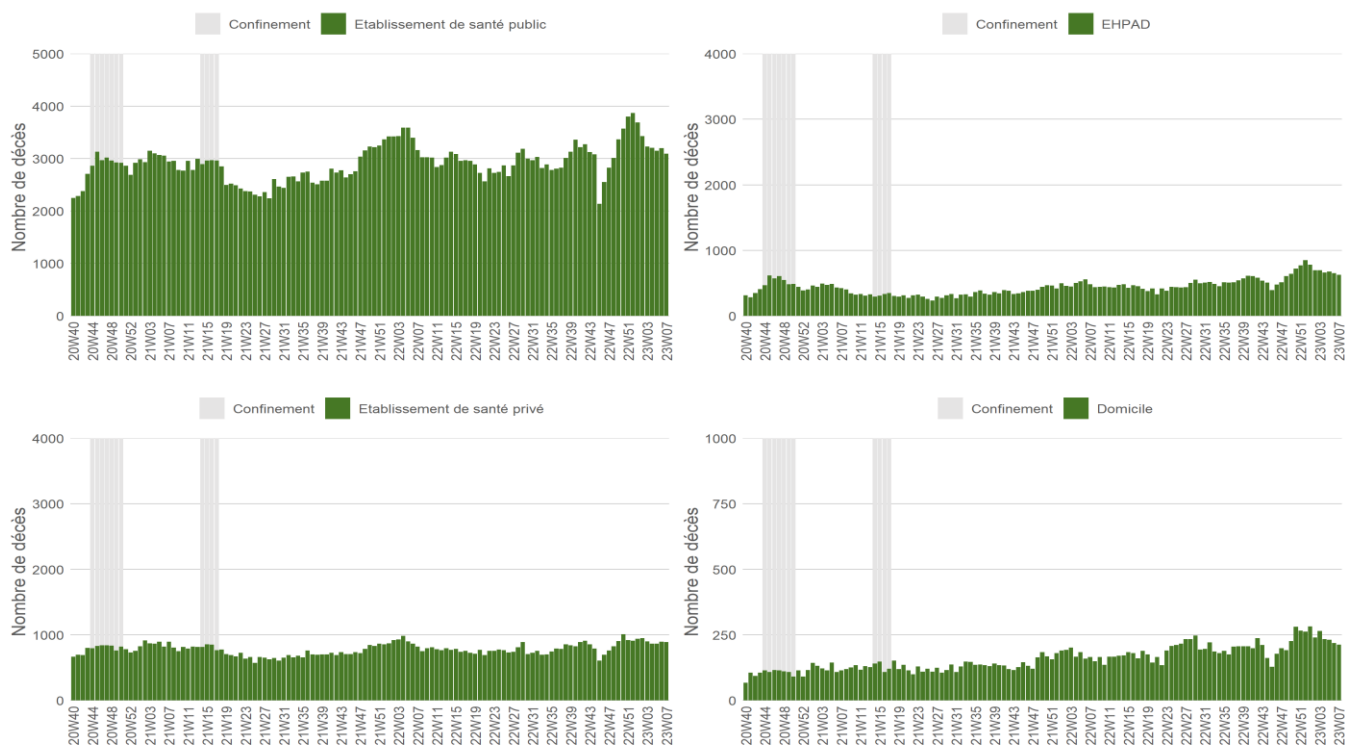 Confinement Etablissement de santé public
Nombre de décès
5000
4000
3000
2000
1000
0
20W40 20W44 20W48 20W52 21W03 21W07 21W11 21W15 21W19 21W23 21W27 21W31 21W35 21W39 21W43 21W47 21W51 22W03 22W07 22W11 22W15 22W19 22W23 22W27 22W31 22W35 22W39 22W43 22W47 22W51 23W03 23W07
Confinement EHPAD
Nombre de décès
4000
3000
2000
1000
0
20W40 20W44 20W48 20W52 21W03 21W07 21W11 21W15 21W19 21W23 21W27 21W31 21W35 21W39 21W43 21W47 21W51 22W03 22W07 22W11 22W15 22W19 22W23 22W27 22W31 22W35 22W39 22W43 22W47 22W51 23W03 23W07
Confinement Etablissement de santé privé
Nombre de décès
4000
3000
2000
1000
0
20W40 20W44 20W48 20W52 21W03 21W07 21W11 21W15 21W19 21W23 21W27 21W31 21W35 21W39 21W43 21W47 21W51 22W03 22W07 22W11 22W15 22W19 22W23 22W27 22W31 22W35 22W39 22W43 22W47 22W51 23W03 23W07
Confinement Domicile
Nombre de décès
1000
750
500
250
0
20W40 20W44 20W48 20W52 21W03 21W07 21W11 21W15 21W19 21W23 21W27 21W31 21W35 21W39 21W43 21W47 21W51 22W03 22W07 22W11 22W15 22W19 22W23 22W27 22W31 22W35 22W39 22W43 22W47 22W51 23W03 23W07